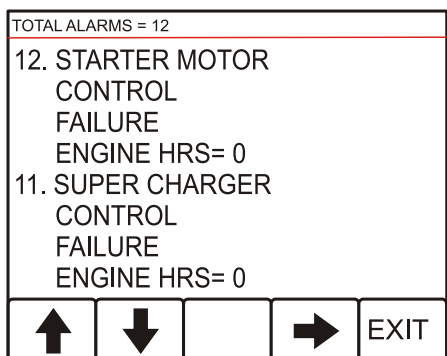 TOTAL ALARMS = 12
12. STARTER MOTOR
CONTROL
FAILURE
ENGINE HRS= 0
11. SUPER CHARGER
CONTROL
FAILURE
ENGINE HRS= 0
EXIT